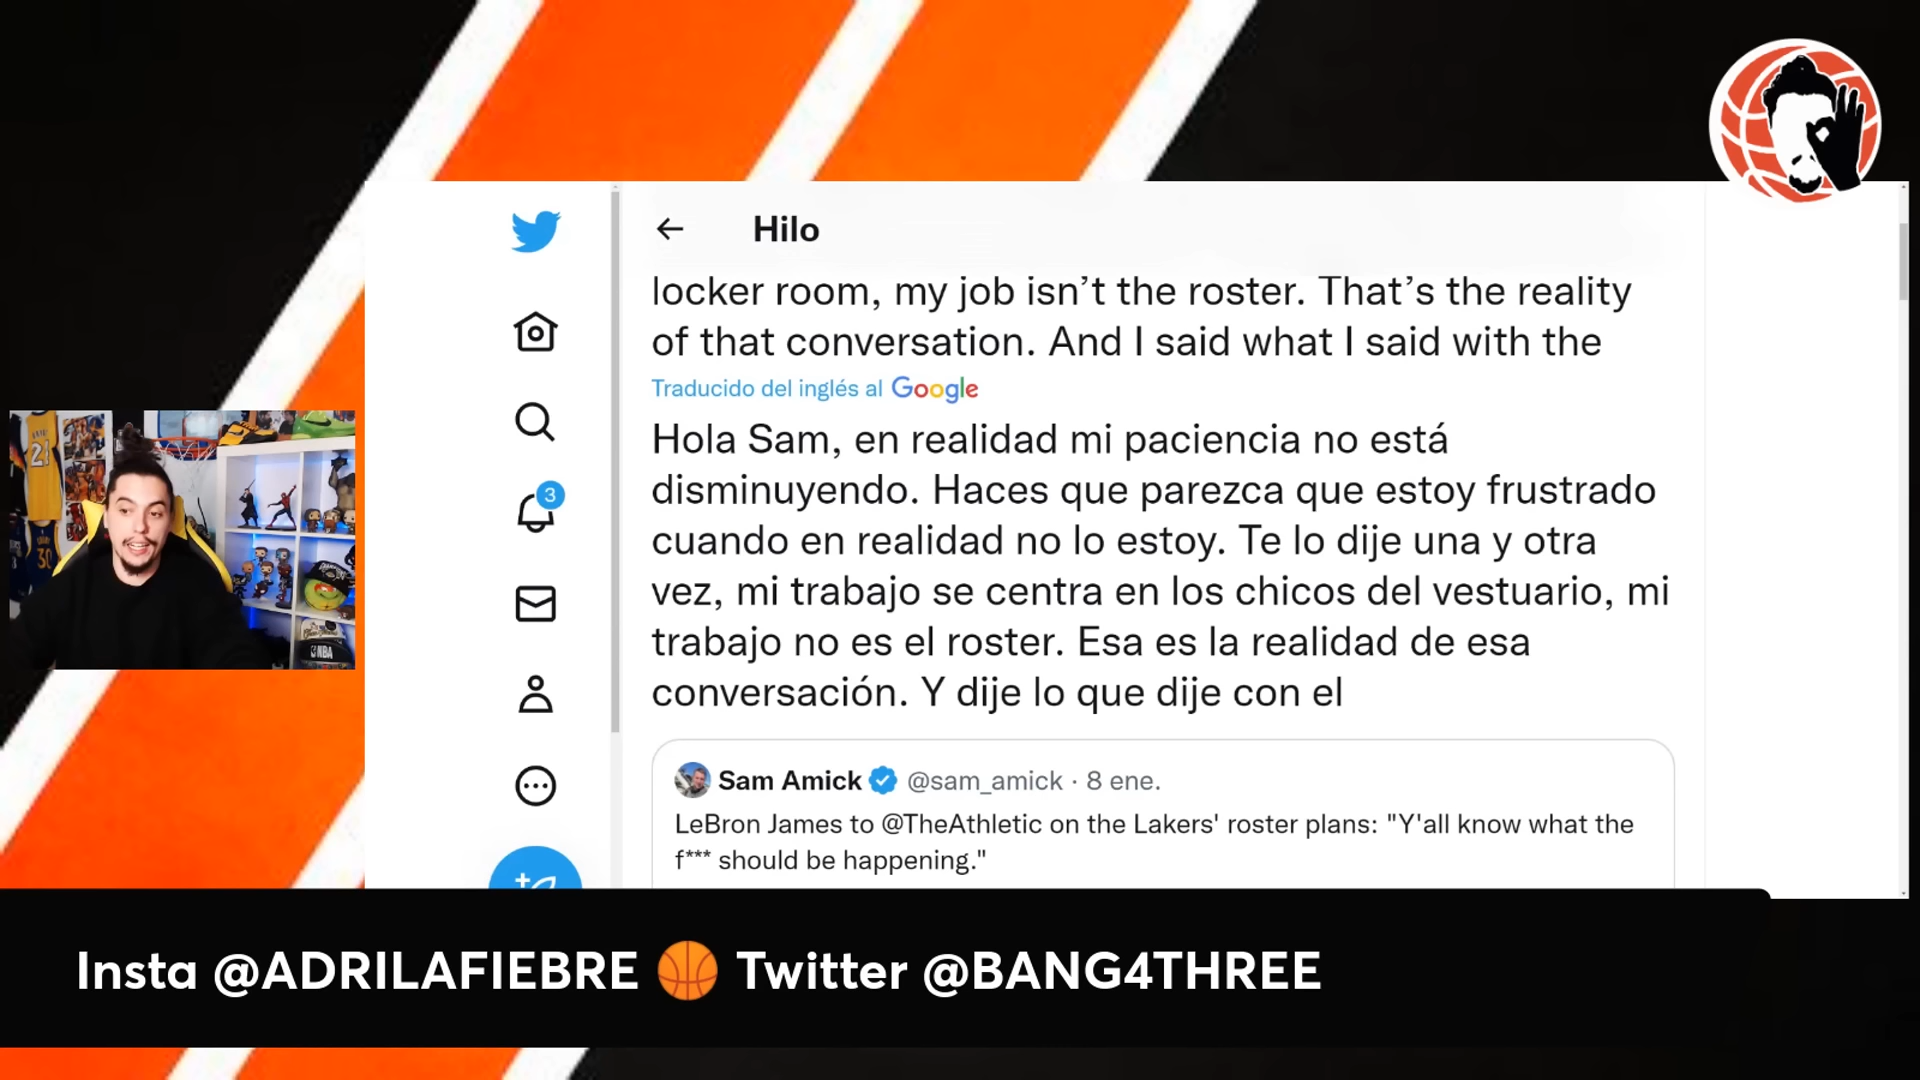 Hilo
locker room, my job isn’t the roster. That’s the reality
of that conversation. And I said what I said with the
Traducido del inglés al Google
Hola Sam, en realidad mi paciencia no está
disminuyendo. Haces que parezca que estoy frustrado
cuando en realidad no lo estoy. Te lo dije una y otra
vez, mi trabajo se centra en los chicos del vestuario, mi
trabajo no es el roster. Esa es la realidad de esa
conversación. Y dije lo que dije con el
3
Sam Amick @sam_amick · 8 ene.
LeBron James to @TheAthletic on the Lakers' roster plans: "Y'all know what the
f*** should be happening."
24
30
NBA
Insta @ADRILAFIEBRE Twitter @BANG4THREE